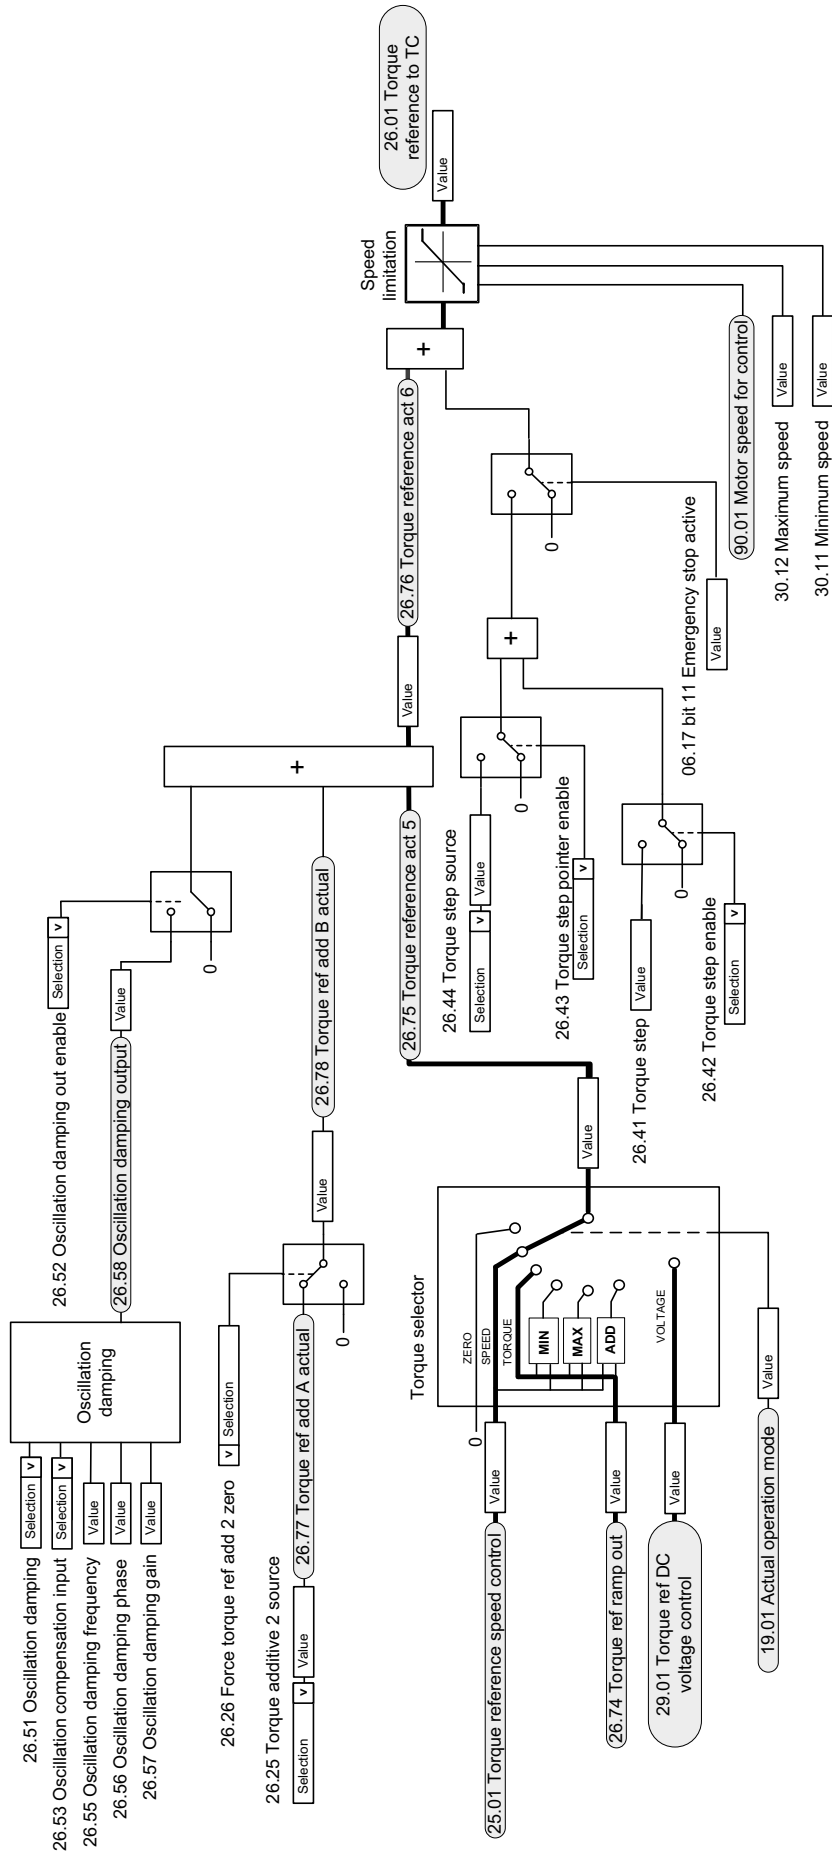 26.51 Oscillation damping
Selection
v
26.53 Oscillation compensation input
Selection
v
26.55 Oscillation damping frequency
Value
26.56 Oscillation damping phase
Value
26.57 Oscillation damping gain
Value
Oscillation
damping
26.52 Oscillation damping out enable
Selection
v
26.58 Oscillation damping output
Value
0
26.26 Force torque ref add 2 zero
v
Selection
26.25 Torque additive 2 source
Selection
v
Value
26.77 Torque ref add A actual
0
Value
26.78 Torque ref add B actual
+
Torque selector
0
ZERO
25.01 Torque reference speed control
Value
SPEED
TORQUE
MIN
MAX
ADD
26.74 Torque ref ramp out
Value
29.01 Torque ref DC
voltage control
Value
VOLTAGE
19.01 Actual operation mode
Value
Value
26.75 Torque reference act 5
Value
26.76 Torque reference act 6
26.44 Torque step source
Selection
v
Value
0
26.43 Torque step pointer enable
Selection
v
26.41 Torque step
Value
0
26.42 Torque step enable
Selection
v
+
0
06.17 bit 11 Emergency stop active
Value
+
Speed
limitation
26.01 Torque
reference to TC
Value
90.01 Motor speed for control
30.12 Maximum speed
Value
30.11 Minimum speed
Value